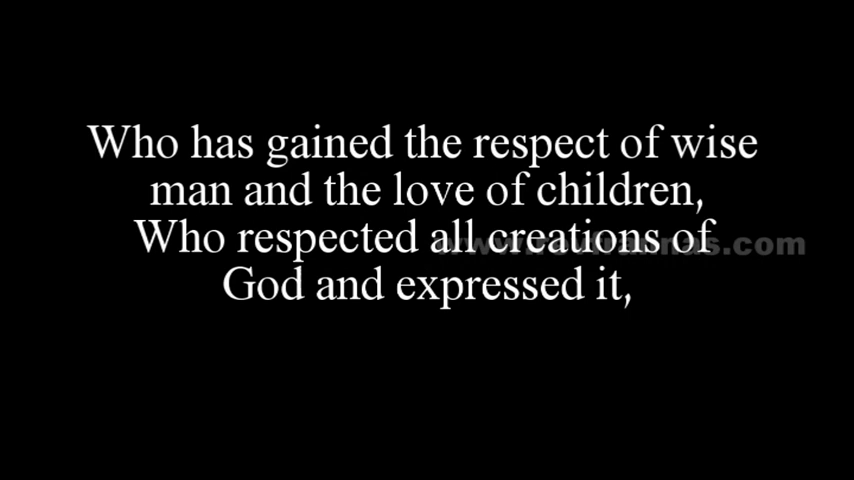 Who has gained the respect of wise
man and the love of children,
Who respected all creations of
God and expressed it,